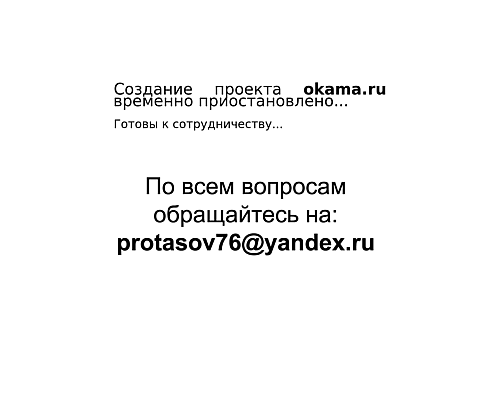 Создание проекта okama.ru
временно приостановлено...
Готовы к сотрудничеству...
По всем вопросам
обращайтесь на:
protasov76@yandex.ru